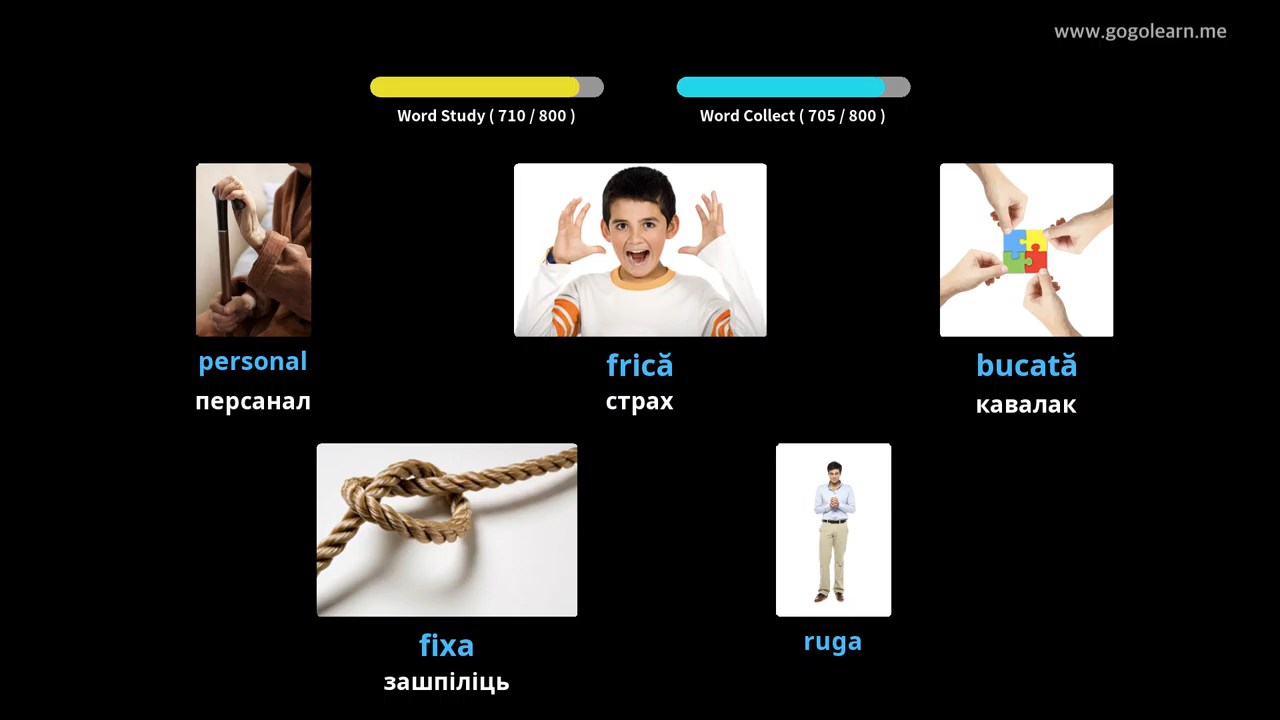 www.gogolearn.me
Word Study ( 710 / 800 )
Word Collect ( 705 / 800 )
personal
персанал
frică
страх
bucată
кавалак
fixa
зашпіліць
ruga